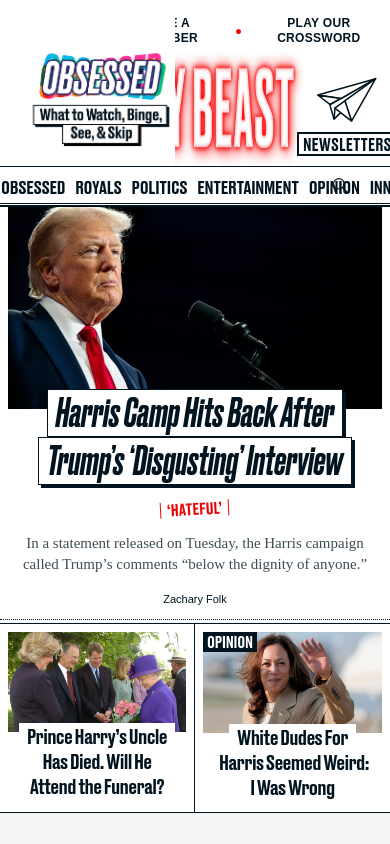 E A
BER
PLAY OUR
CROSSWORD
OBSESSED
What to Watch, Binge,
See, & Skip
Y BEAST
NEWSLETTERS
OBSESSED ROYALS POLITICS ENTERTAINMENT OPINION INN
Harris Camp Hits Back After
Trump’s ‘Disgusting’ Interview
‘HATEFUL’
In a statement released on Tuesday, the Harris campaign
called Trump’s comments “below the dignity of anyone.”
Zachary Folk
Prince Harry’s Uncle
Has Died. Will He
Attend the Funeral?
OPINION
White Dudes For
Harris Seemed Weird:
I Was Wrong